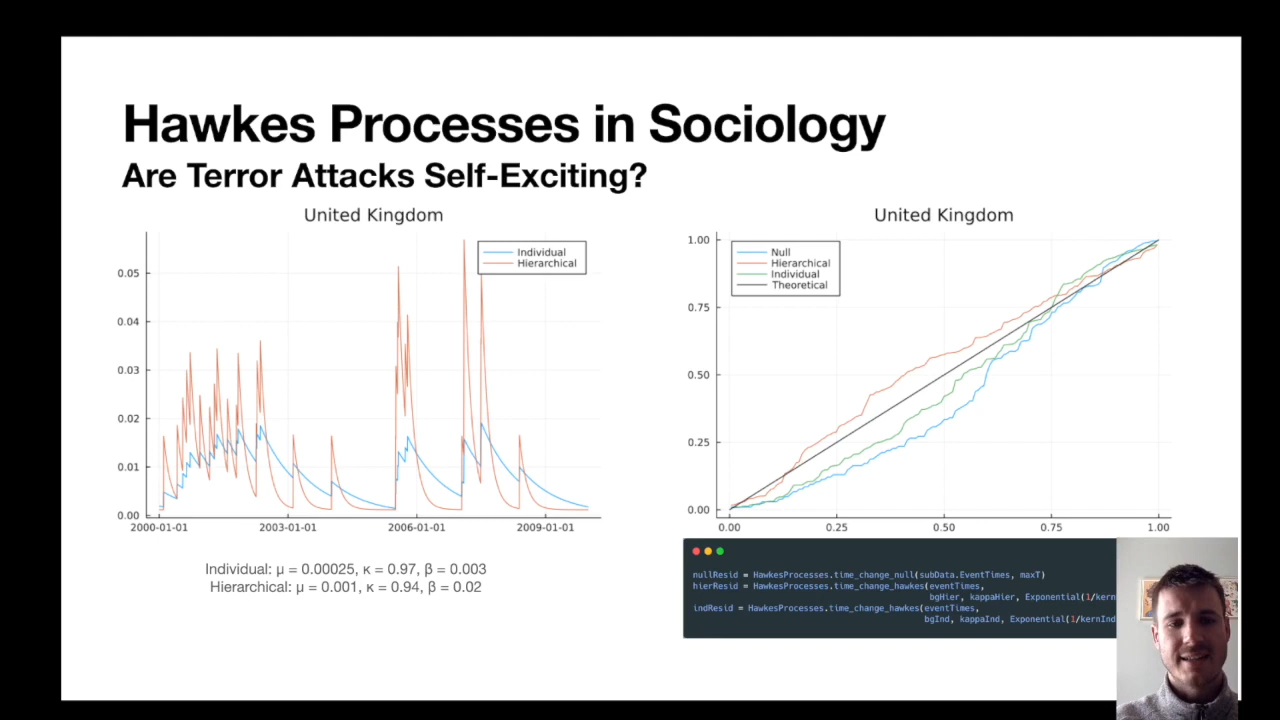 Hawkes Processes in Sociology
Are Terror Attacks Self-Exciting?
United Kingdom
Individual
Hierarchical
0.05
0.04
0.03
0.02
0.01
0.00
2000-01-01 2003-01-01 2006-01-01 2009-01-01
Individual: μ = 0.00025, κ = 0.97, β = 0.003
Hierarchical: μ = 0.001, κ = 0.94, β = 0.02
United Kingdom
Null
Hierarchical
Individual
Theoretical
1.00
0.75
0.50
0.25
0.00
0.00 0.25 0.50 0.75 1.00
nullResid = HawkesProcesses.time_change_null(subData.EventTimes, maxT)
hierResid = HawkesProcesses.time_change_hawkes(eventTimes,
bgHier, kappaHier, Exponential(1/kern
indResid = HawkesProcesses.time_change_hawkes(eventTimes,
bgInd, kappaInd, Exponential(1/kernInd